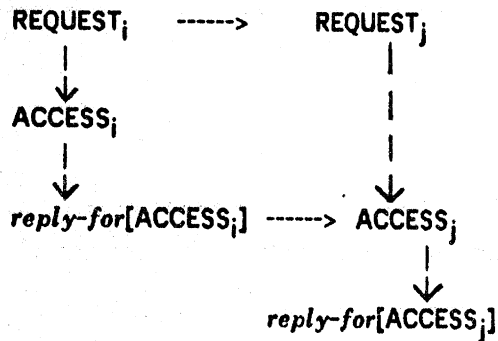 REQUESTᵢ ------> REQUESTⱼ
ACCESSᵢ
reply-for[ACCESSᵢ] ------> ACCESSⱼ
reply-for[ACCESSⱼ]